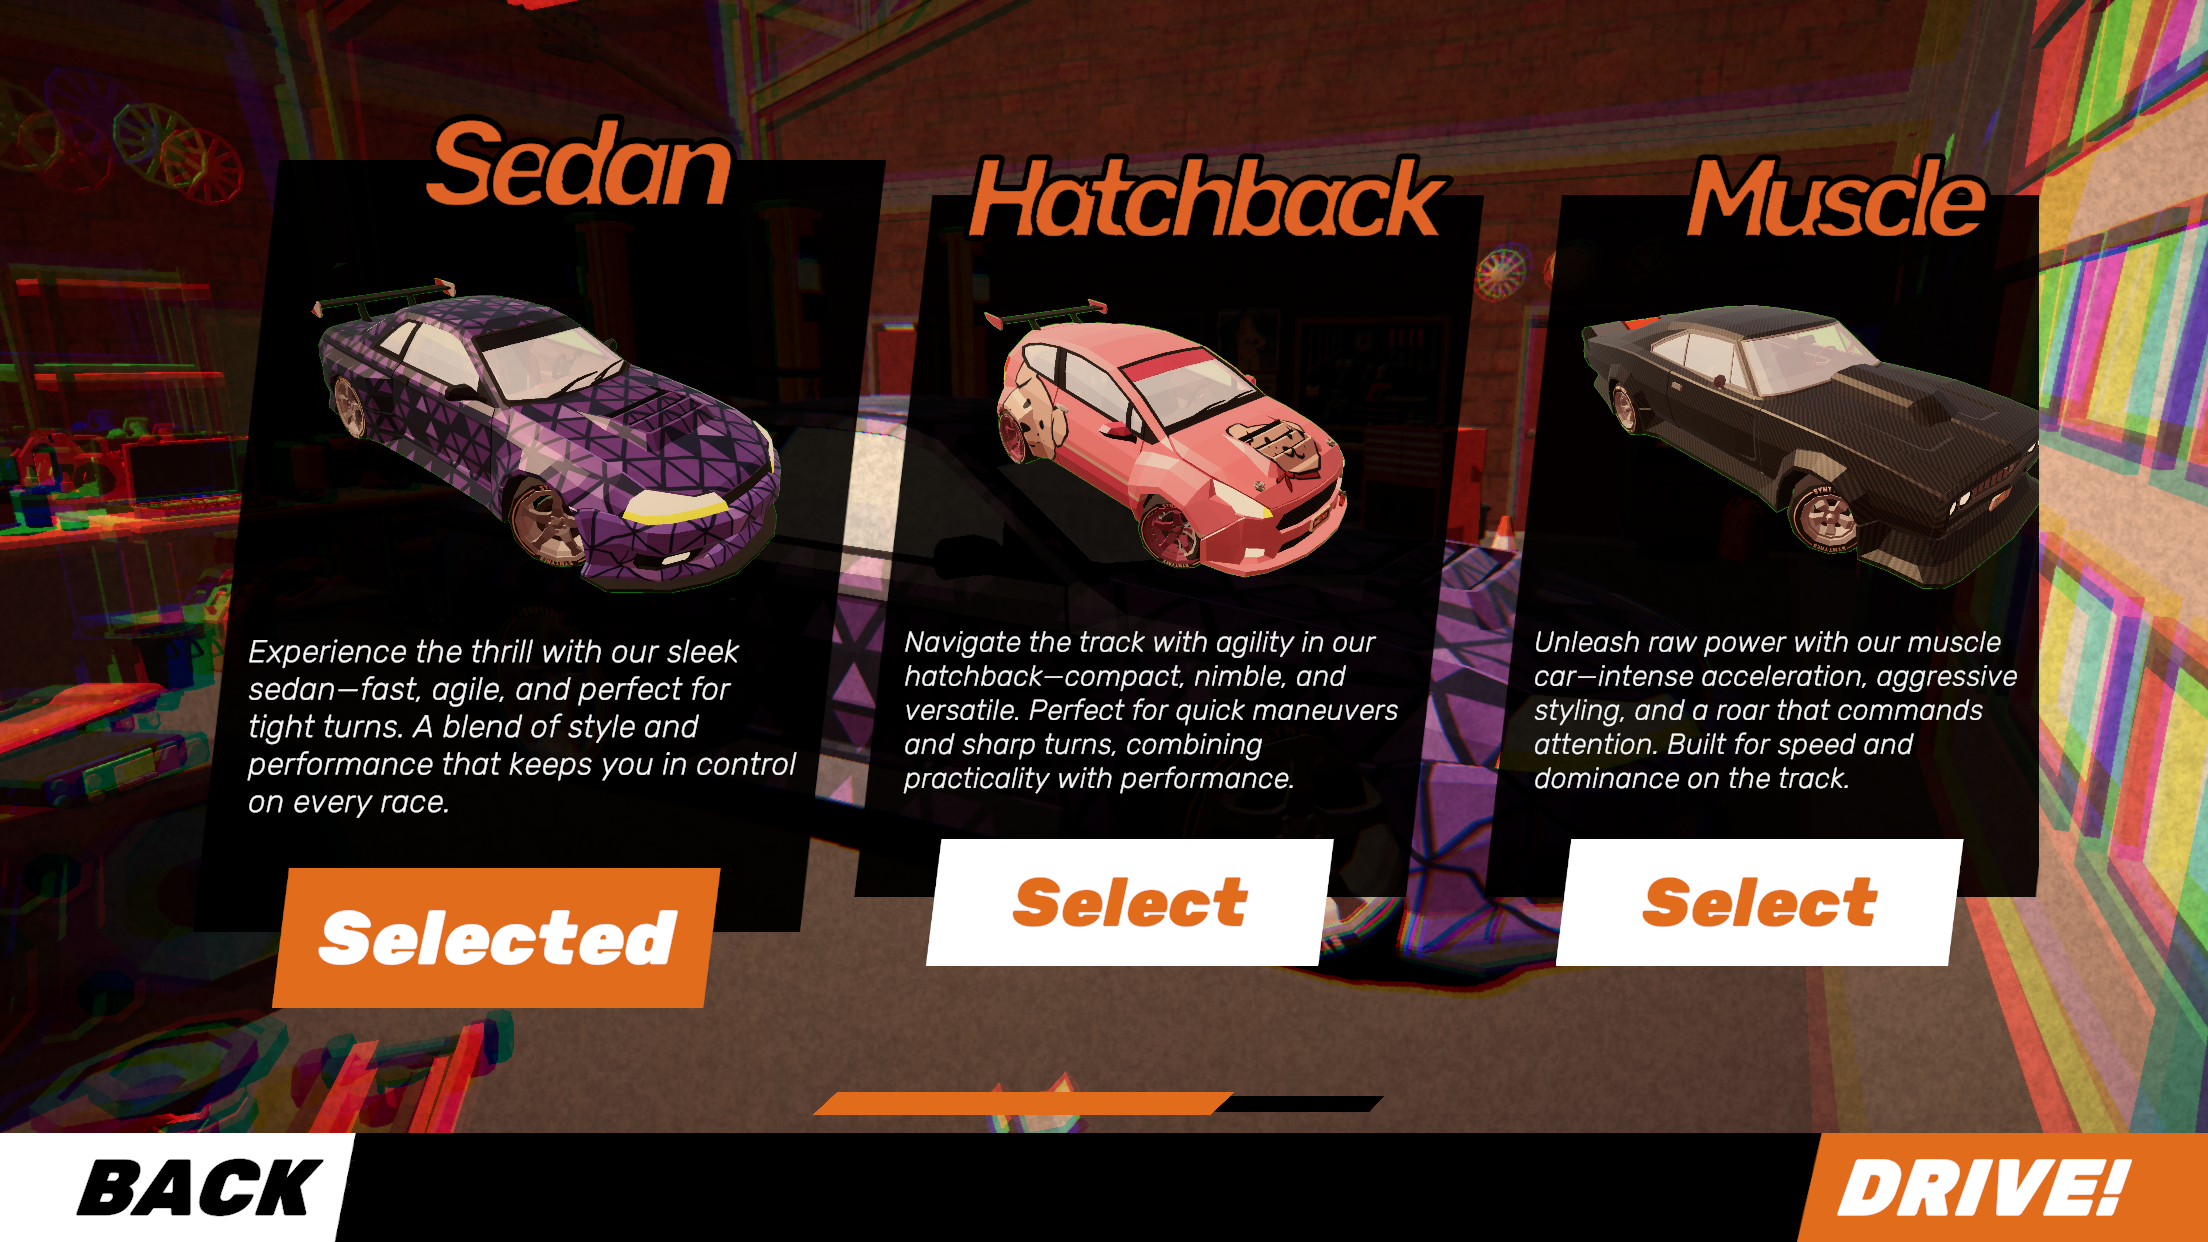 Sedan
Experience the thrill with our sleek
sedan—fast, agile, and perfect for
tight turns. A blend of style and
performance that keeps you in control
on every race.
Selected
Hatchback
Navigate the track with agility in our
hatchback—compact, nimble, and
versatile. Perfect for quick maneuvers
and sharp turns, combining
practicality with performance.
Select
Muscle
Unleash raw power with our muscle
car—intense acceleration, aggressive
styling, and a roar that commands
attention. Built for speed and
dominance on the track.
Select
BACK
DRIVE!